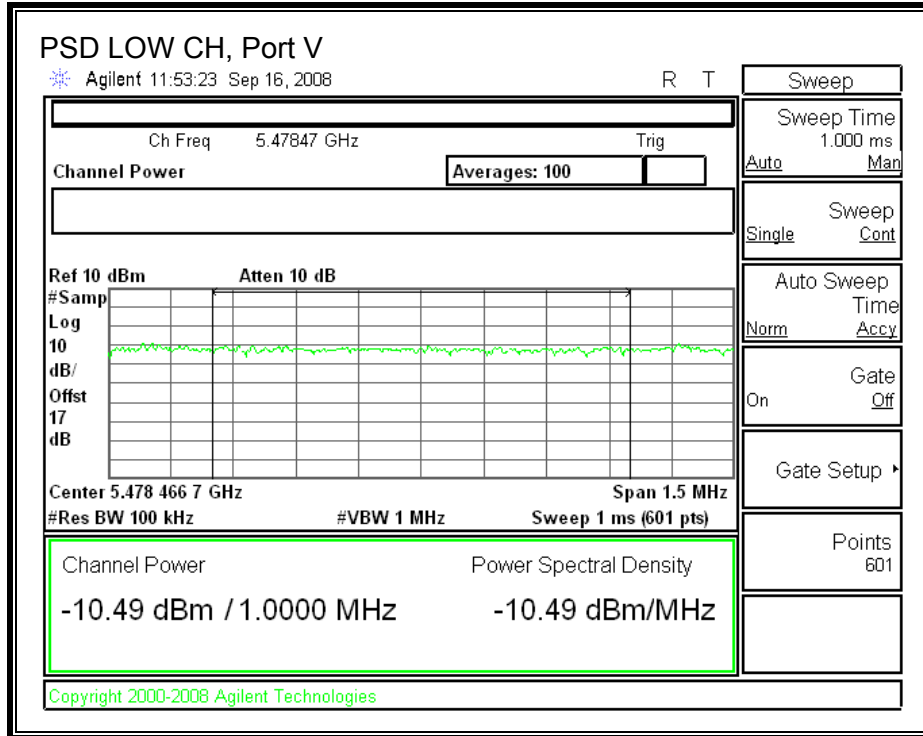 PSD LOW CH, Port V
Agilent 11:53:23 Sep 16, 2008 R T
Ch Freq 5.47847 GHz Trig
Channel Power Averages: 100
Ref 10 dBm Atten 10 dB
#Samp
Log
10
dB/
Offst
17
dB
Center 5.478 466 7 GHz Span 1.5 MHz
#Res BW 100 kHz #VBW 1 MHz Sweep 1 ms (601 pts)
Channel Power Power Spectral Density
-10.49 dBm / 1.0000 MHz -10.49 dBm/MHz
Copyright 2000-2008 Agilent Technologies
Sweep
Sweep Time
1.000 ms
Auto Man
Sweep
Single Cont
Auto Sweep
Time
Norm Accy
Gate
On Off
Gate Setup
Points
601